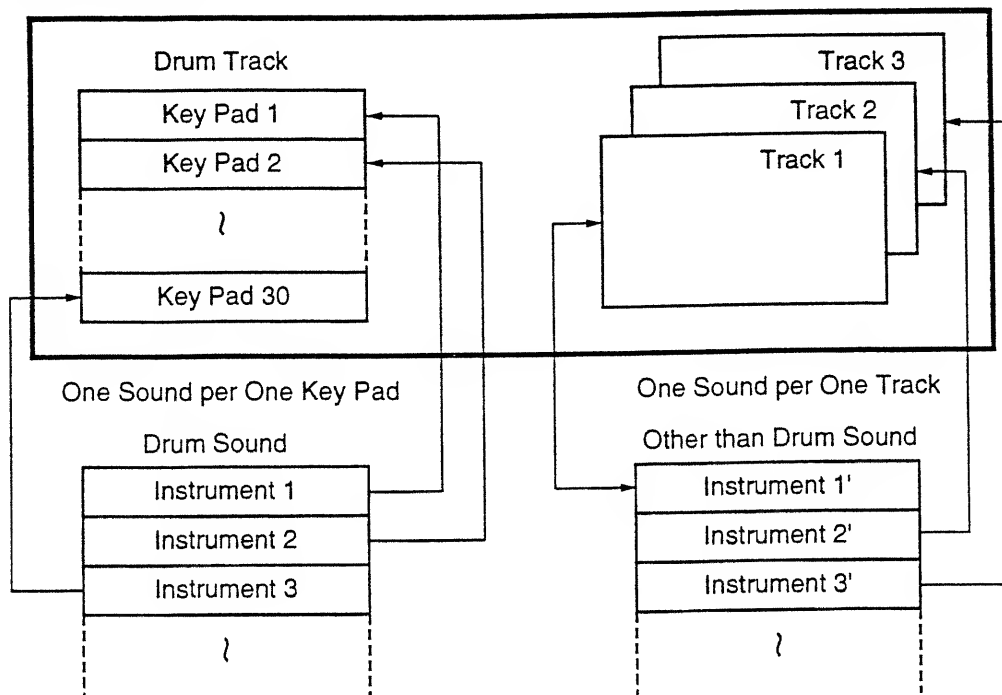 Drum Track
Key Pad 1
Key Pad 2
Key Pad 30
Track 3
Track 2
Track 1
One Sound per One Key Pad
One Sound per One Track
Drum Sound
Instrument 1
Instrument 2
Instrument 3
Other than Drum Sound
Instrument 1'
Instrument 2'
Instrument 3'